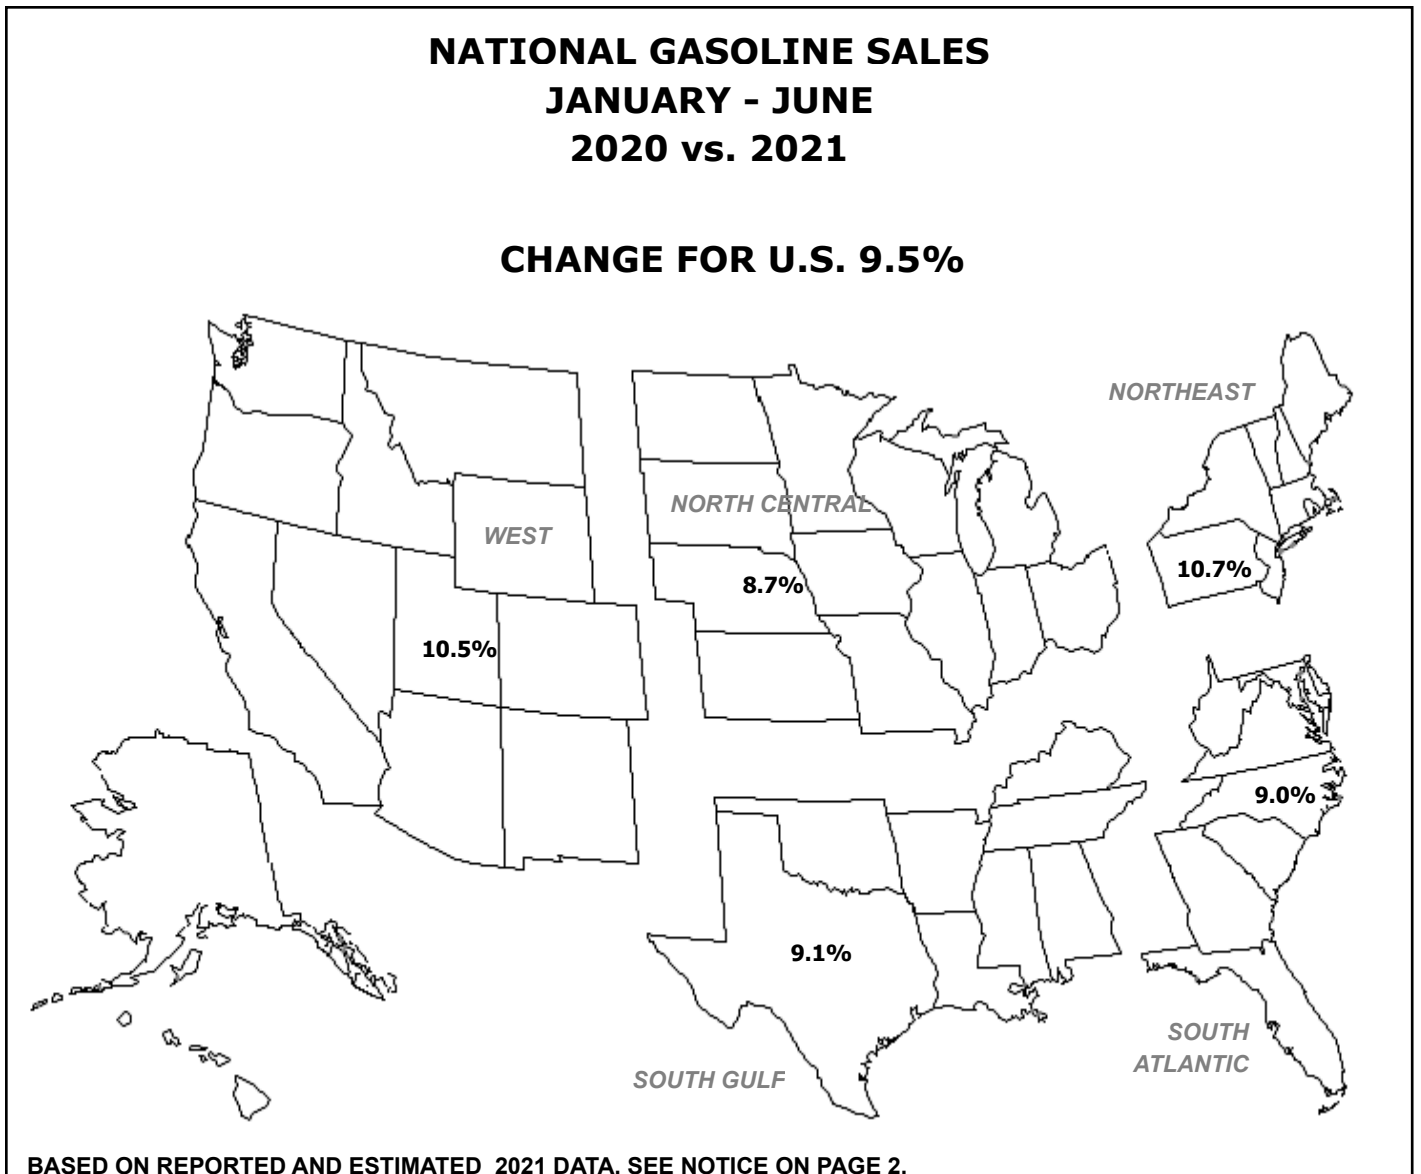 NATIONAL GASOLINE SALES
JANUARY - JUNE
2020 vs. 2021
CHANGE FOR U.S. 9.5%
NORTHEAST
NORTH CENTRAL
WEST
10.7%
8.7%
10.5%
9.0%
9.1%
SOUTH
ATLANTIC
SOUTH GULF
BASED ON REPORTED AND ESTIMATED 2021 DATA. SEE NOTICE ON PAGE 2.